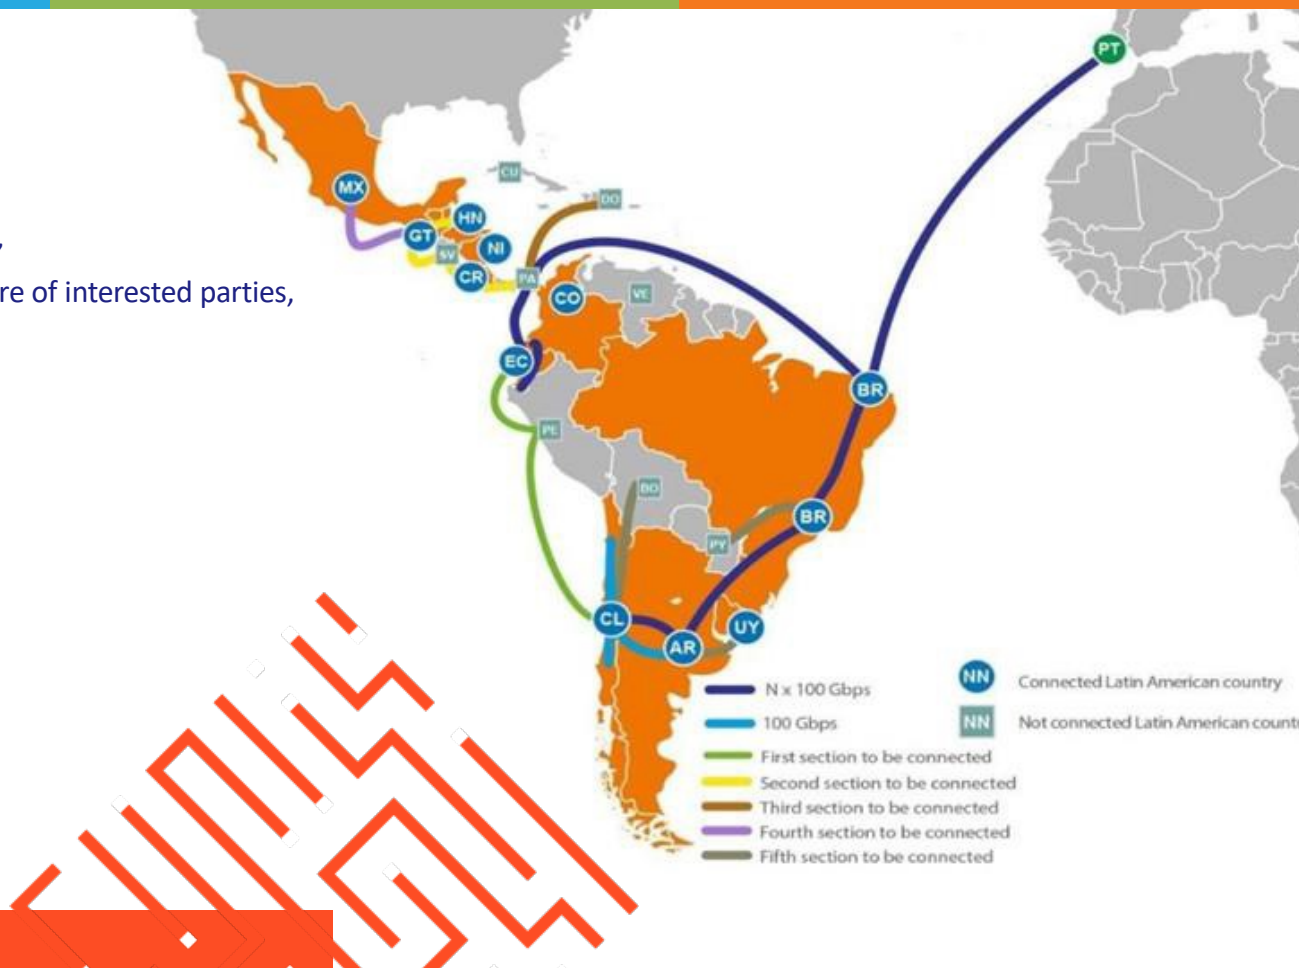 PT
MX
CU
DO
HN
GT
NI
SV
CR
PA
CO
VE
EC
BR
PE
BO
BR
PY
CL
UY
AR
,
re of interested parties,
N x 100 Gbps
100 Gbps
First section to be connected
Second section to be connected
Third section to be connected
Fourth section to be connected
Fifth section to be connected
NN Connected Latin American country
NN Not connected Latin American count